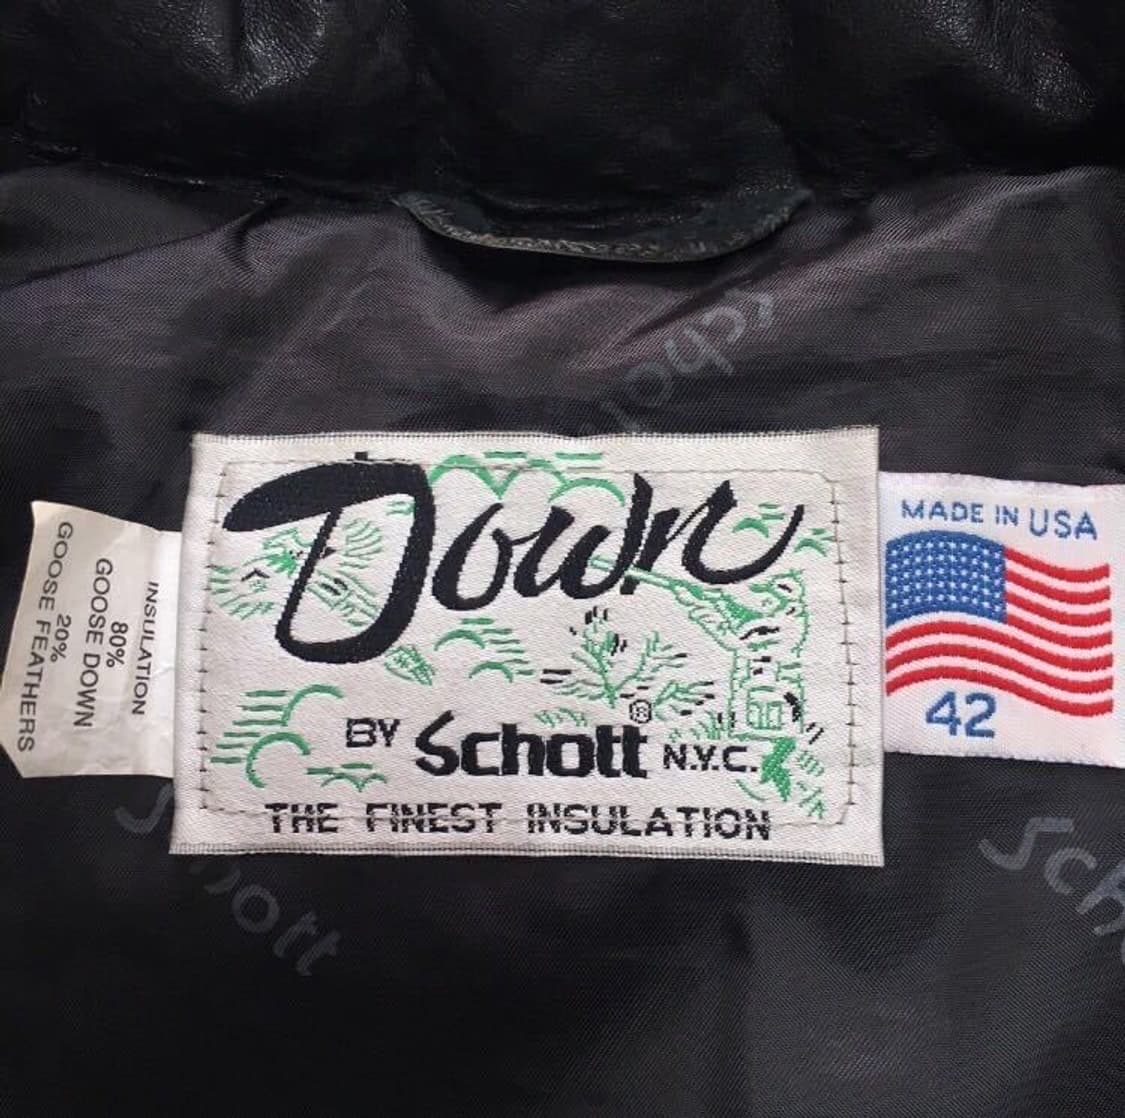 Schott
INSULATION
80%
GOOSE DOWN
20%
GOOSE FEATHERS
Down
BY Schott® N.Y.C.
THE FINEST INSULATION
MADE IN USA
42
Schott
Sch